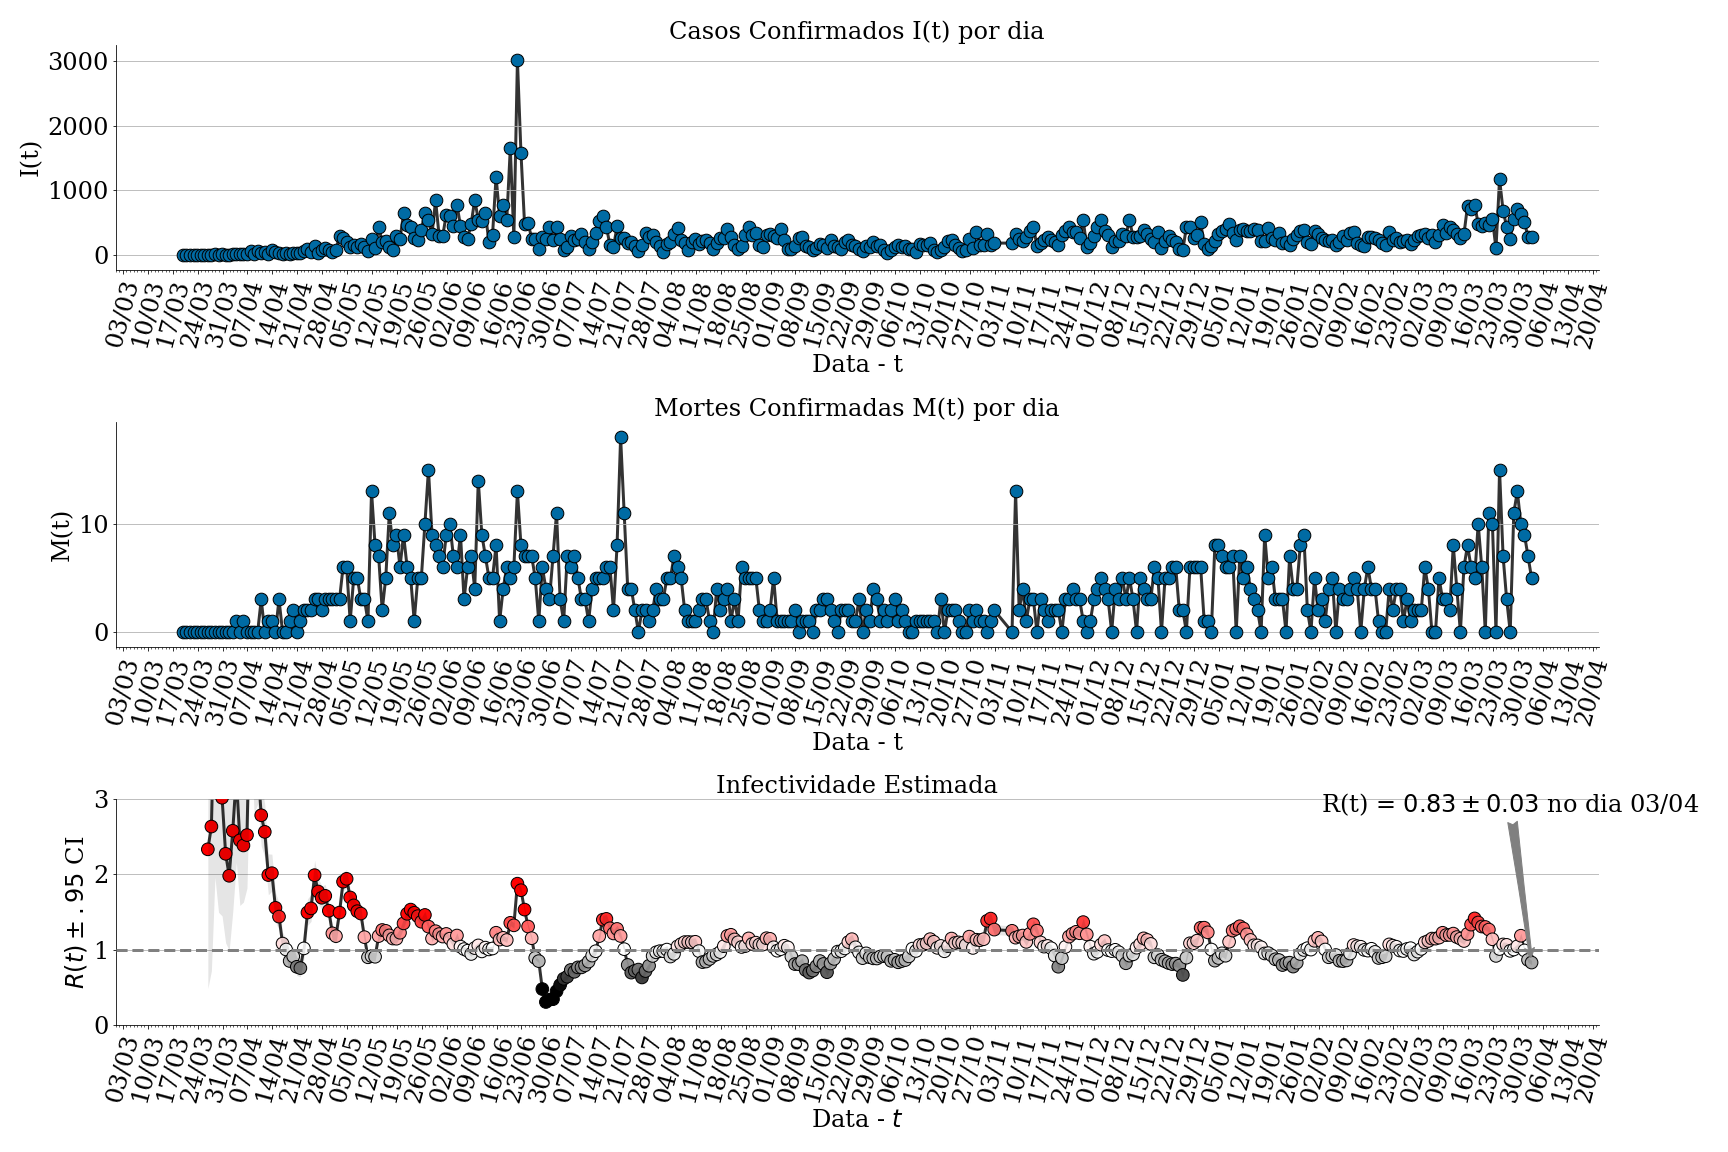 Casos Confirmados I(t) por dia
3000
2000
1000
0
I(t)
03/03 10/03 17/03 24/03 31/03 07/04 14/04 21/04 28/04 05/05 12/05 19/05 26/05 02/06 09/06 16/06 23/06 30/06 07/07 14/07 21/07 28/07 04/08 11/08 18/08 25/08 01/09 08/09 15/09 22/09 29/09 06/10 13/10 20/10 27/10 03/11 10/11 17/11 24/11 01/12 08/12 15/12 22/12 29/12 05/01 12/01 19/01 26/01 02/02 09/02 16/02 23/02 02/03 09/03 16/03 23/03 30/03 06/04 13/04 20/04
Data - t
Mortes Confirmadas M(t) por dia
10
0
M(t)
03/03 10/03 17/03 24/03 31/03 07/04 14/04 21/04 28/04 05/05 12/05 19/05 26/05 02/06 09/06 16/06 23/06 30/06 07/07 14/07 21/07 28/07 04/08 11/08 18/08 25/08 01/09 08/09 15/09 22/09 29/09 06/10 13/10 20/10 27/10 03/11 10/11 17/11 24/11 01/12 08/12 15/12 22/12 29/12 05/01 12/01 19/01 26/01 02/02 09/02 16/02 23/02 02/03 09/03 16/03 23/03 30/03 06/04 13/04 20/04
Data - t
Infectividade Estimada
R(t) = 0.83 ± 0.03 no dia 03/04
3
2
1
0
R(t) ± .95 CI
03/03 10/03 17/03 24/03 31/03 07/04 14/04 21/04 28/04 05/05 12/05 19/05 26/05 02/06 09/06 16/06 23/06 30/06 07/07 14/07 21/07 28/07 04/08 11/08 18/08 25/08 01/09 08/09 15/09 22/09 29/09 06/10 13/10 20/10 27/10 03/11 10/11 17/11 24/11 01/12 08/12 15/12 22/12 29/12 05/01 12/01 19/01 26/01 02/02 09/02 16/02 23/02 02/03 09/03 16/03 23/03 30/03 06/04 13/04 20/04
Data - t